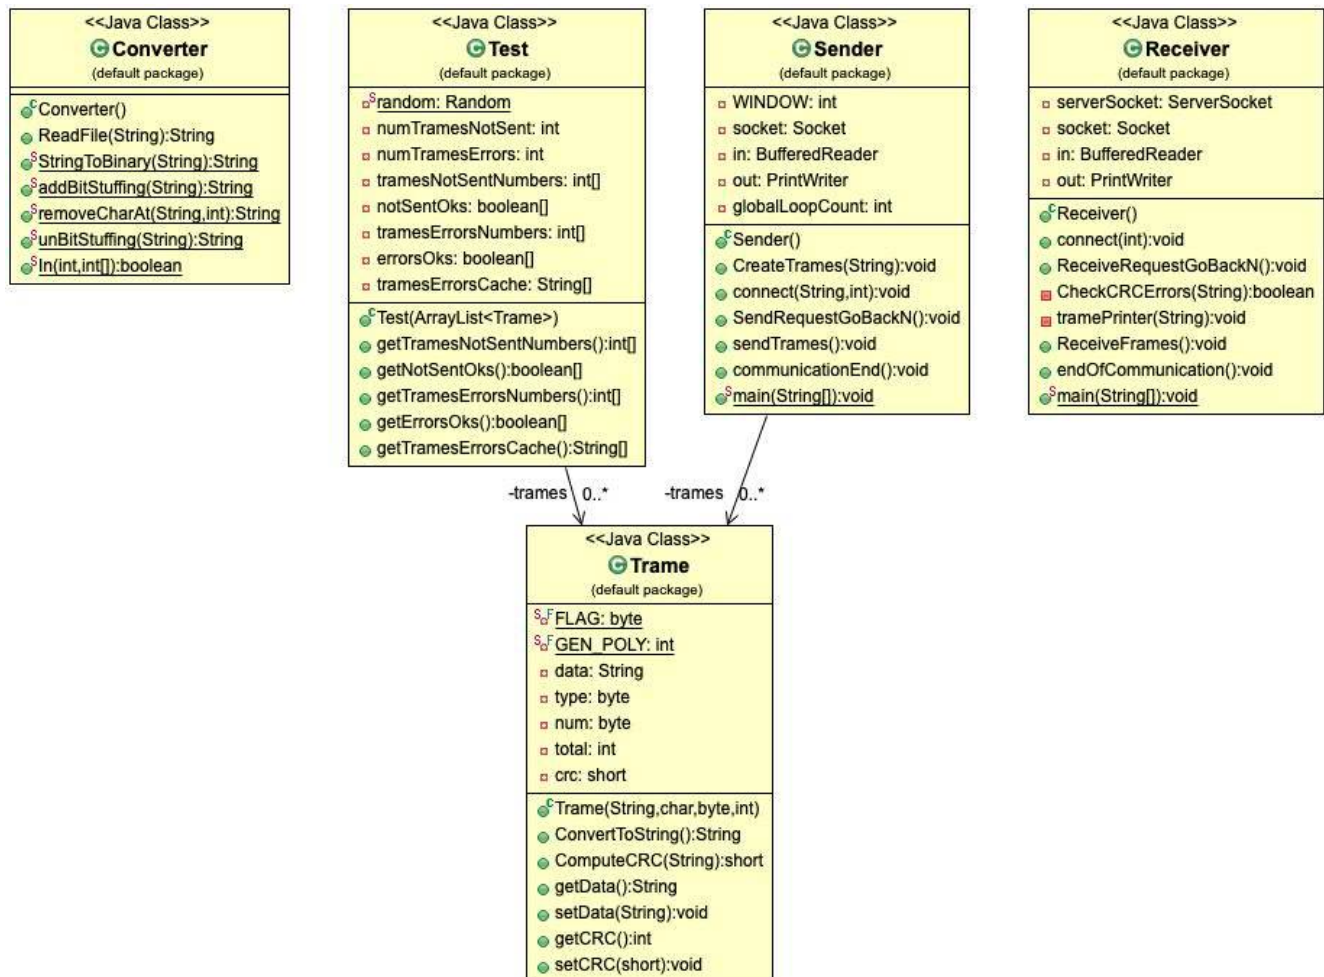 <<Java Class>>
Converter
(default package)
Converter()
ReadFile(String):String
StringToBinary(String):String
addBitStuffing(String):String
removeCharAt(String,int):String
unBitStuffing(String):String
In(int,int[]):boolean
<<Java Class>>
Test
(default package)
random: Random
numTramesNotSent: int
numTramesErrors: int
tramesNotSentNumbers: int[]
notSentOks: boolean[]
tramesErrorsNumbers: int[]
errorsOks: boolean[]
tramesErrorsCache: String[]
Test(ArrayList<Trame>)
getTramesNotSentNumbers():int[]
getNotSentOks():boolean[]
getTramesErrorsNumbers():int[]
getErrorsOks():boolean[]
getTramesErrorsCache():String[]
<<Java Class>>
Sender
(default package)
WINDOW: int
socket: Socket
in: BufferedReader
out: PrintWriter
globalLoopCount: int
Sender()
CreateTrames(String):void
connect(String,int):void
SendRequestGoBackN():void
sendTrames():void
communicationEnd():void
main(String[]):void
<<Java Class>>
Receiver
(default package)
serverSocket: ServerSocket
socket: Socket
in: BufferedReader
out: PrintWriter
Receiver()
connect(int):void
ReceiveRequestGoBackN():void
CheckCRCErrors(String):boolean
tramePrinter(String):void
ReceiveFrames():void
endOfCommunication():void
main(String[]):void
-trames 0..*
-trames 0..*
<<Java Class>>
Trame
(default package)
FLAG: byte
GEN_POLY: int
data: String
type: byte
num: byte
total: int
crc: short
Trame(String,char,byte,int)
ConvertToString():String
ComputeCRC(String):short
getData():String
setData(String):void
getCRC():int
setCRC(short):void